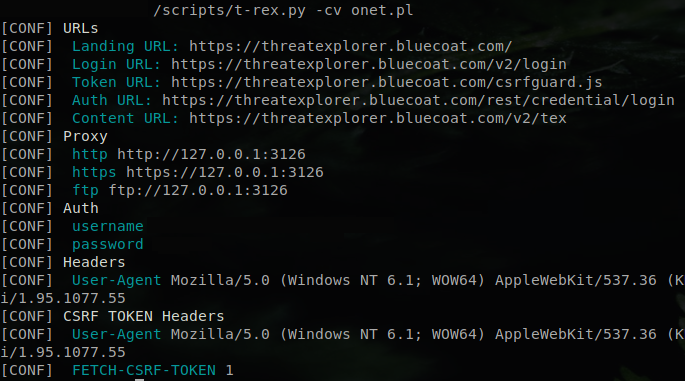 /scripts/t-rex.py -cv onet.pl
[CONF] URLs
[CONF]  Landing URL: https://threatexplorer.bluecoat.com/
[CONF]  Login URL: https://threatexplorer.bluecoat.com/v2/login
[CONF]  Token URL: https://threatexplorer.bluecoat.com/csrfguard.js
[CONF]  Auth URL: https://threatexplorer.bluecoat.com/rest/credential/login
[CONF]  Content URL: https://threatexplorer.bluecoat.com/v2/tex
[CONF] Proxy
[CONF]  http http://127.0.0.1:3126
[CONF]  https https://127.0.0.1:3126
[CONF]  ftp ftp://127.0.0.1:3126
[CONF] Auth
[CONF]  username
[CONF]  password
[CONF] Headers
[CONF]  User-Agent Mozilla/5.0 (Windows NT 6.1; WOW64) AppleWebKit/537.36 (K
i/1.95.1077.55
[CONF] CSRF TOKEN Headers
[CONF]  User-Agent Mozilla/5.0 (Windows NT 6.1; WOW64) AppleWebKit/537.36 (K
i/1.95.1077.55
[CONF]  FETCH-CSRF-TOKEN 1